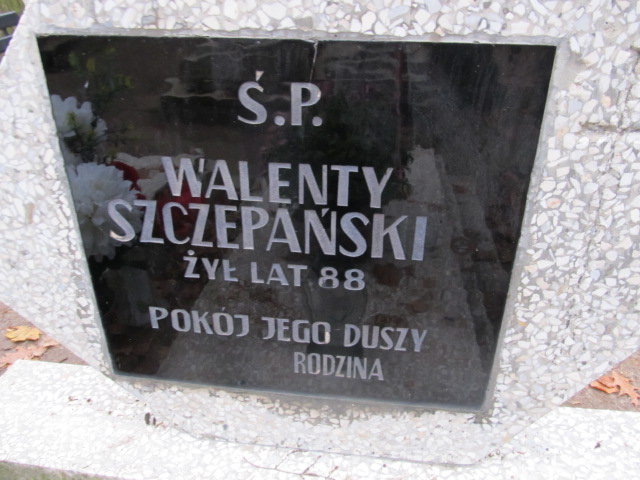 Ś.P.
WALENTY
SZCZEPAŃSKI
ŻYŁ LAT 88
POKÓJ JEGO DUSZY
RODZINA